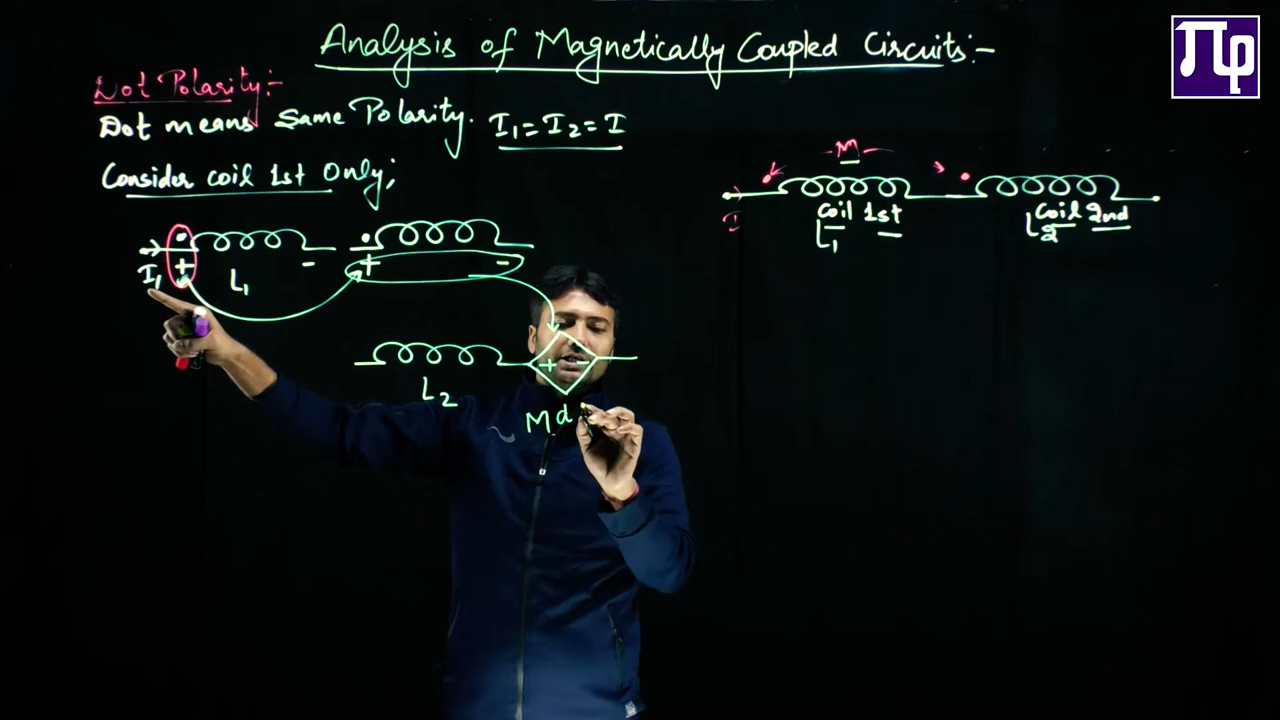 Analysis of Magnetically Coupled Circuits:-
πφ
Dot Polarity:-
Dot means Same Polarity. I₁=I₂=I
Consider coil 1st Only;
M
I
Coil 1st
L₁
Coil 2nd
L₂
I₁
+
L₁
-
+
-
L₂
+ -
M d